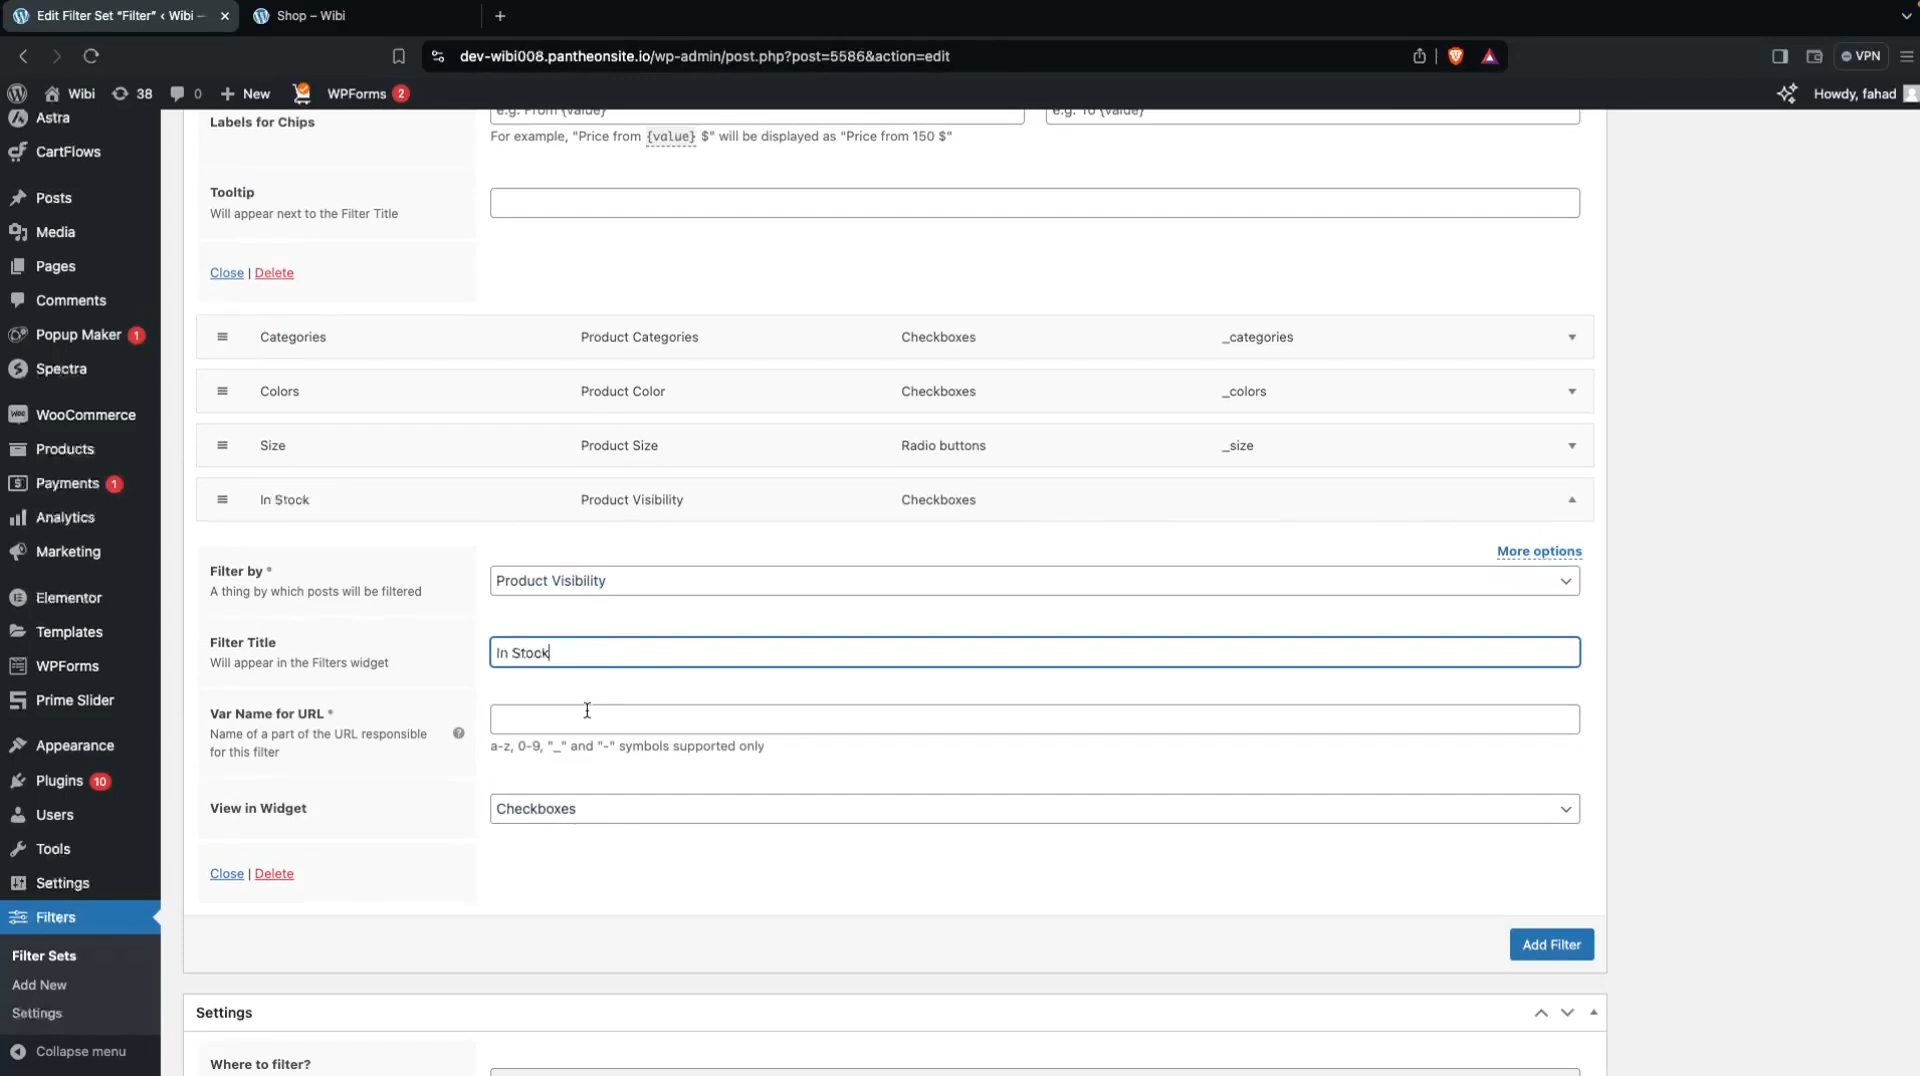 Edit Filter Set "Filter" ‹ Wibi —
Shop – Wibi
dev-wibi008.pantheonsite.io/wp-admin/post.php?post=5586&action=edit
VPN
Wibi
38
0
New
WPForms 2
Howdy, fahad
Astra
CartFlows
Posts
Media
Pages
Comments
Popup Maker 1
Spectra
WooCommerce
Products
Payments 1
Analytics
Marketing
Elementor
Templates
WPForms
Prime Slider
Appearance
Plugins 10
Users
Tools
Settings
Filters
Filter Sets
Add New
Settings
Collapse menu
Labels for Chips
e.g. From {value}
e.g. To {value}
For example, "Price from {value} $" will be displayed as "Price from 150 $"
Tooltip
Will appear next to the Filter Title
Close | Delete
Categories Product Categories Checkboxes _categories
Colors Product Color Checkboxes _colors
Size Product Size Radio buttons _size
In Stock Product Visibility Checkboxes
More options
Filter by *
A thing by which posts will be filtered
Product Visibility
Filter Title
Will appear in the Filters widget
In Stock
Var Name for URL *
Name of a part of the URL responsible
for this filter
a-z, 0-9, "_" and "-" symbols supported only
View in Widget
Checkboxes
Close | Delete
Add Filter
Settings
Where to filter?